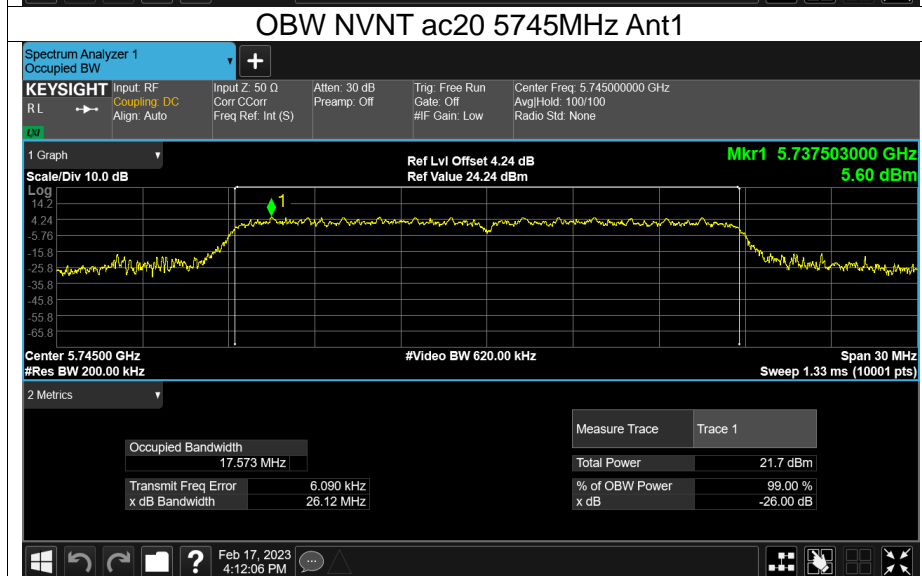 OBW NVNT ac20 5745MHz Ant1
Spectrum Analyzer 1
Occupied BW
KEYSIGHT
R L
LXI
Input: RF
Coupling: DC
Align: Auto
Input Z: 50 Ω
Corr CCorr
Freq Ref: Int (S)
Atten: 30 dB
Preamp: Off
Trig: Free Run
Gate: Off
#IF Gain: Low
Center Freq: 5.745000000 GHz
Avg|Hold: 100/100
Radio Std: None
1 Graph
Scale/Div 10.0 dB
Ref Lvl Offset 4.24 dB
Ref Value 24.24 dBm
Mkr1 5.737503000 GHz
5.60 dBm
Log
14.2
4.24
-5.76
-15.8
-25.8
-35.8
-45.8
-55.8
-65.8
1
Center 5.74500 GHz
#Res BW 200.00 kHz
#Video BW 620.00 kHz
Span 30 MHz
Sweep 1.33 ms (10001 pts)
2 Metrics
Occupied Bandwidth
17.573 MHz
Transmit Freq Error 6.090 kHz
x dB Bandwidth 26.12 MHz
Measure Trace Trace 1
Total Power 21.7 dBm
% of OBW Power 99.00 %
x dB -26.00 dB
?
Feb 17, 2023
4:12:06 PM